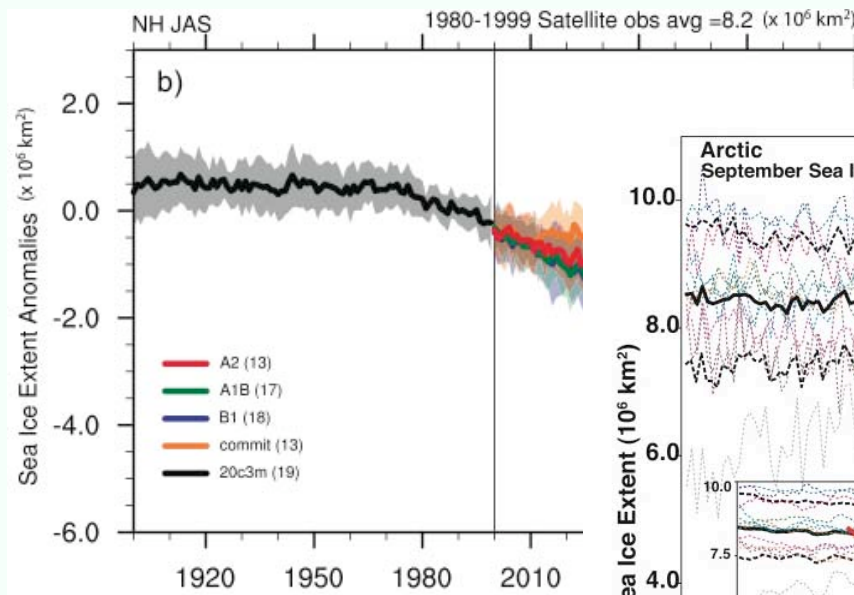 NH JAS
1980-1999 Satellite obs avg =8.2 (x 10⁶ km²)
b)
Sea Ice Extent Anomalies (x 10⁶ km²)
2.0
0.0
-2.0
-4.0
-6.0
A2 (13)
A1B (17)
B1 (18)
commit (13)
20c3m (19)
1920
1950
1980
2010
Arctic
September Sea I
ea Ice Extent (10⁶ km²)
10.0
8.0
6.0
4.0
10.0
7.5